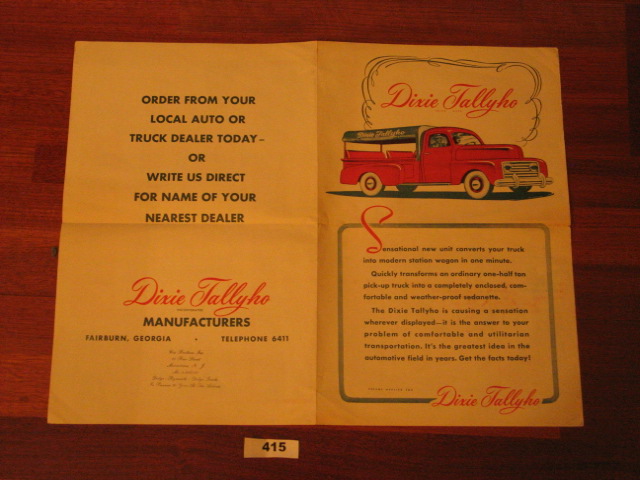 ORDER FROM YOUR
LOCAL AUTO OR
TRUCK DEALER TODAY-
OR
WRITE US DIRECT
FOR NAME OF YOUR
NEAREST DEALER
Dixie Tallyho
MANUFACTURERS
FAIRBURN, GEORGIA • TELEPHONE 6411
Dixie Tallyho
Dixie Tallyho
Sensational new unit converts your truck
into modern station wagon in one minute.
Quickly transforms an ordinary one-half ton
pick-up truck into a completely enclosed, com-
fortable and weather-proof sedanette.
The Dixie Tallyho is causing a sensation
wherever displayed—it is the answer to your
problem of comfortable and utilitarian
transportation. It's the greatest idea in the
automotive field in years. Get the facts today!
Dixie Tallyho
415